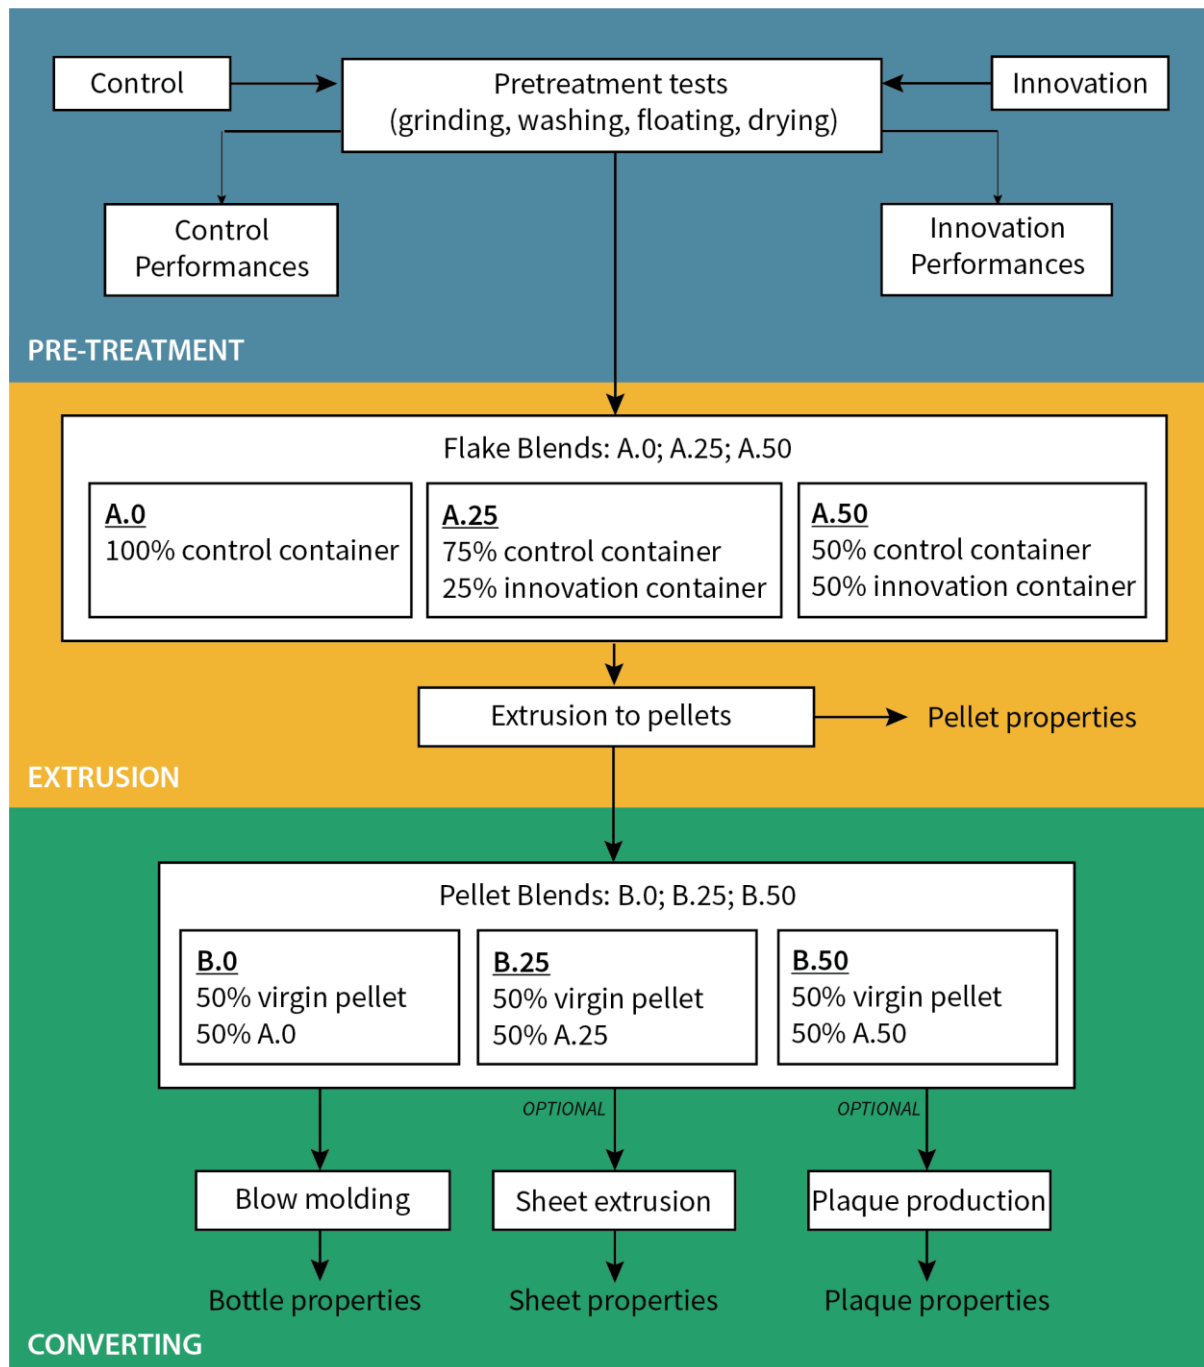 Control
Pretreatment tests
(grinding, washing, floating, drying)
Innovation
Control
Performances
Innovation
Performances
PRE-TREATMENT
Flake Blends: A.0; A.25; A.50
A.0
100% control container
A.25
75% control container
25% innovation container
A.50
50% control container
50% innovation container
Extrusion to pellets
Pellet properties
EXTRUSION
Pellet Blends: B.0; B.25; B.50
B.0
50% virgin pellet
50% A.0
B.25
50% virgin pellet
50% A.25
B.50
50% virgin pellet
50% A.50
OPTIONAL
OPTIONAL
Blow molding
Sheet extrusion
Plaque production
Bottle properties
Sheet properties
Plaque properties
CONVERTING